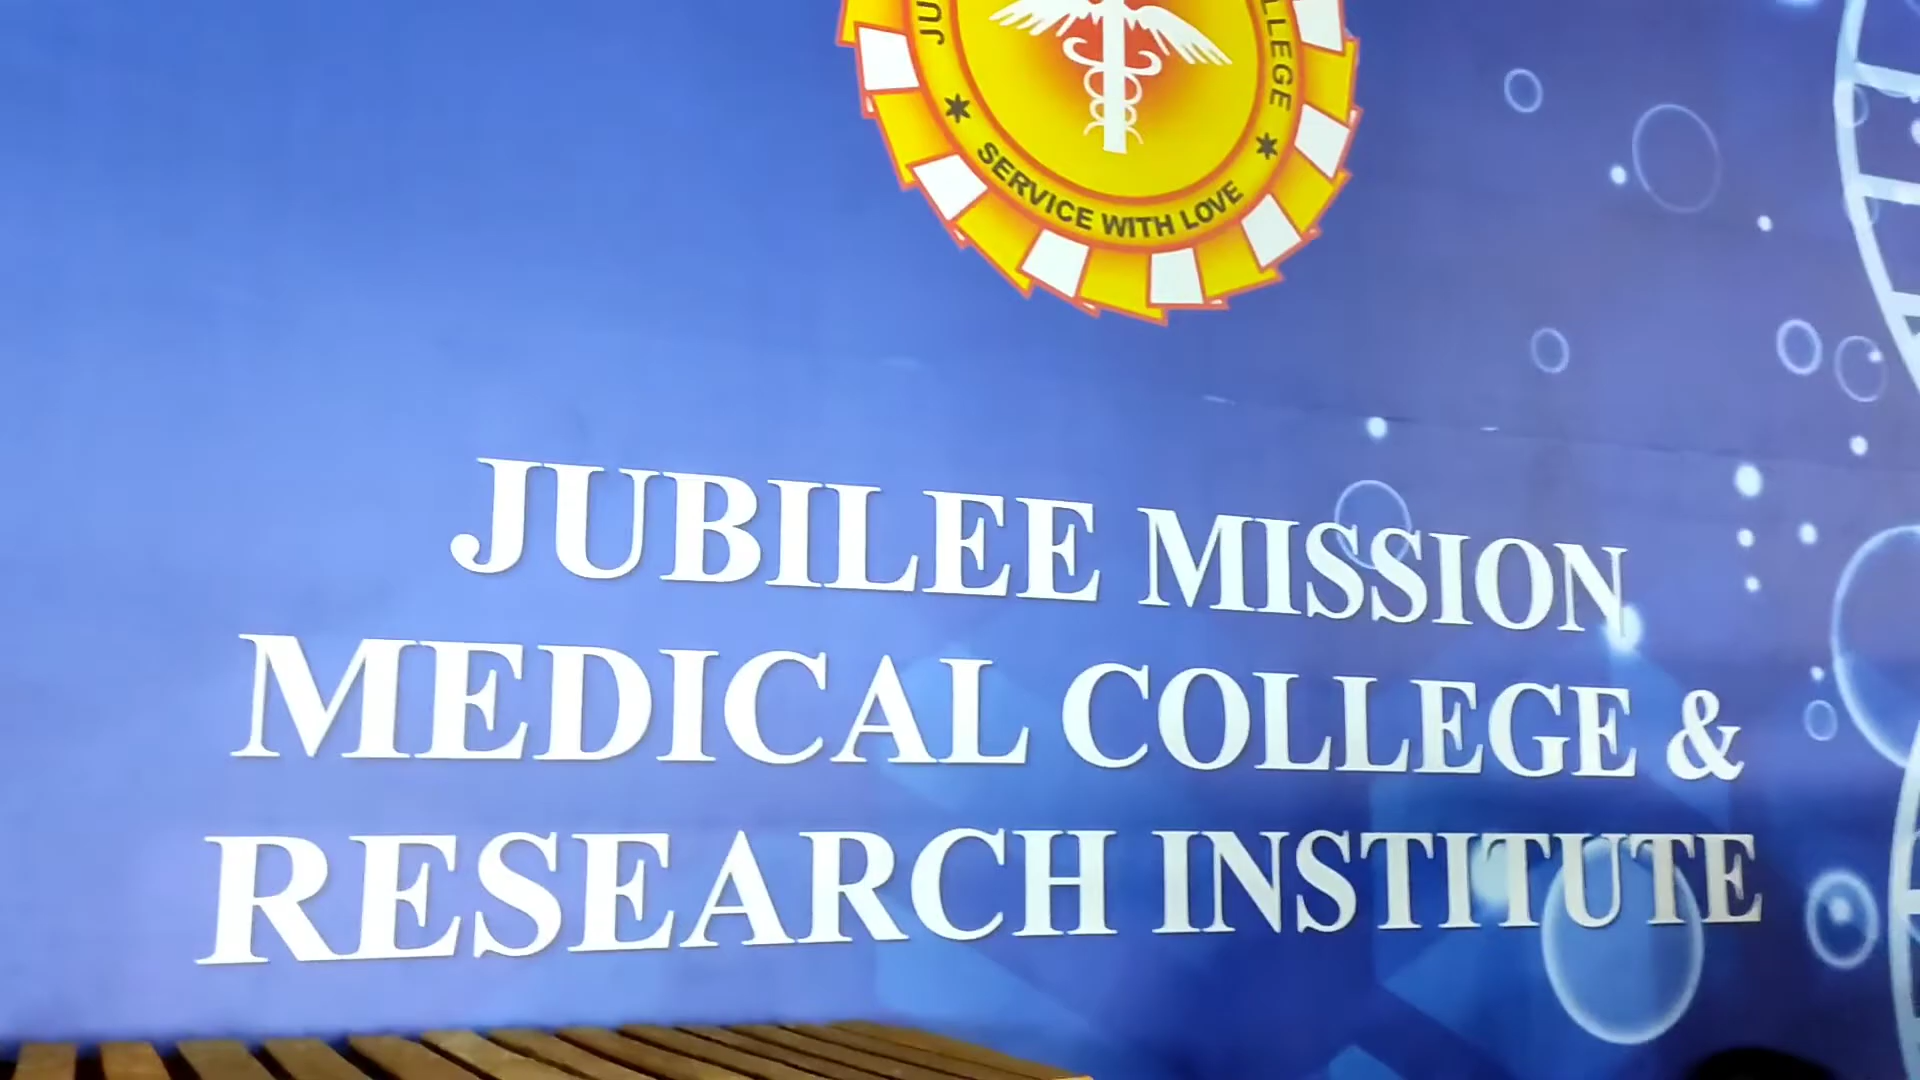 SERVICE WITH LOVE
JUBILEE MISSION
MEDICAL COLLEGE &
RESEARCH INSTITUTE